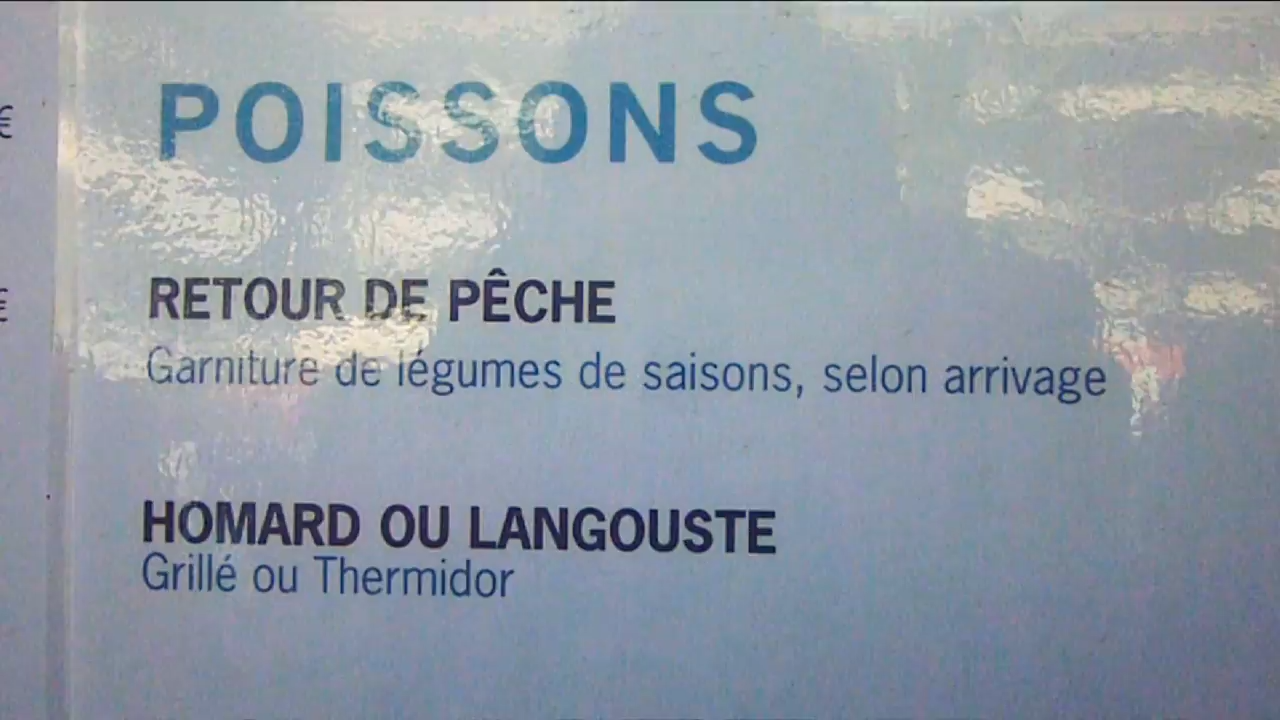 €
€
POISSONS
RETOUR DE PÊCHE
Garniture de légumes de saisons, selon arrivage
HOMARD OU LANGOUSTE
Grillé ou Thermidor